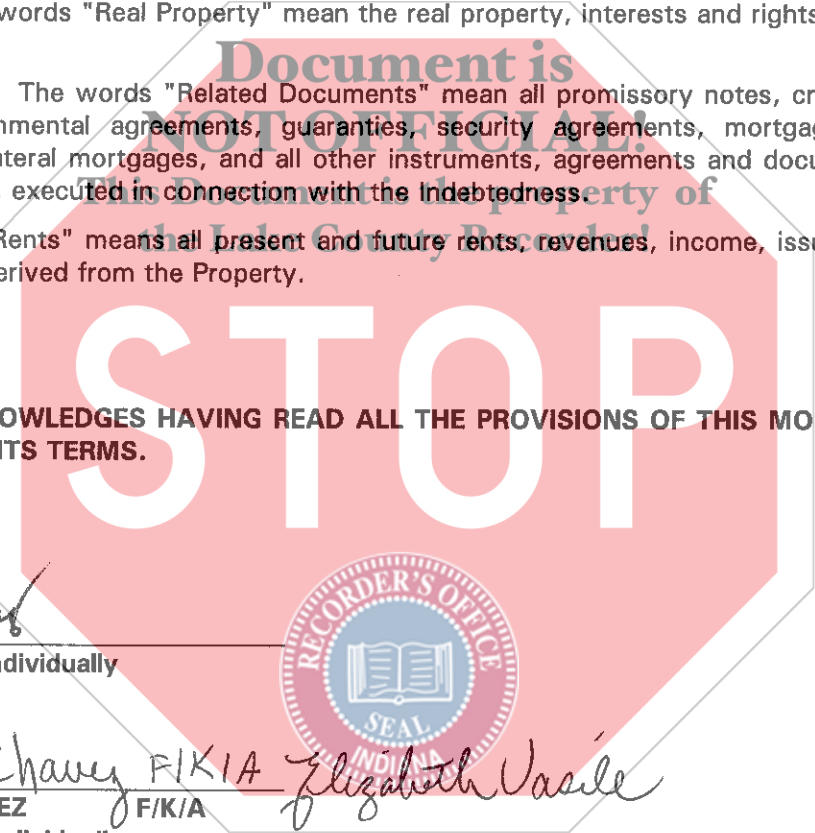 words "Real Property" mean the real property, interests and rights
Document is
The words "Related Documents" mean all promissory notes, cr
NOT OFFICIAL!
nmental agreements, guaranties, security agreements, mortgag
ateral mortgages, and all other instruments, agreements and docu
This Document is the property of
executed in connection with the Indebtedness.
the Lake County Recorder!
Rents" means all present and future rents, revenues, income, issu
erived from the Property.
STOP
OWLEDGES HAVING READ ALL THE PROVISIONS OF THIS MO
ITS TERMS.
RECORDER'S OFFICE
SEAL
INDIANA
ndividually
Chavez F/K/A Elizabeth Vasile
EZ F/K/A